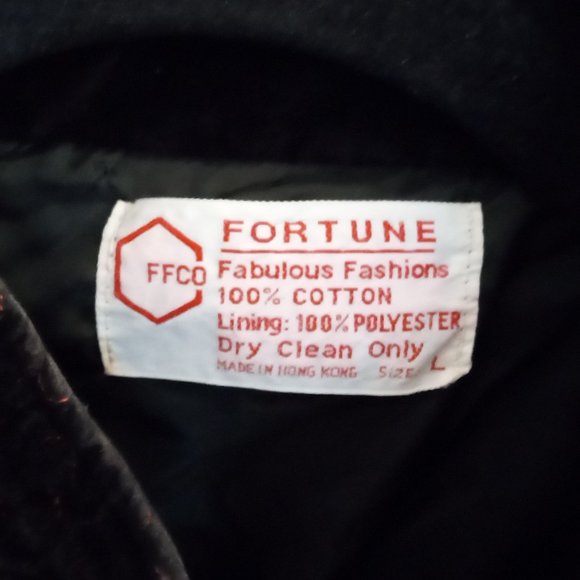 FFCO
FORTUNE
Fabulous Fashions
100% COTTON
Lining: 100% POLYESTER
Dry Clean Only
MADE IN HONG KONG SIZE L